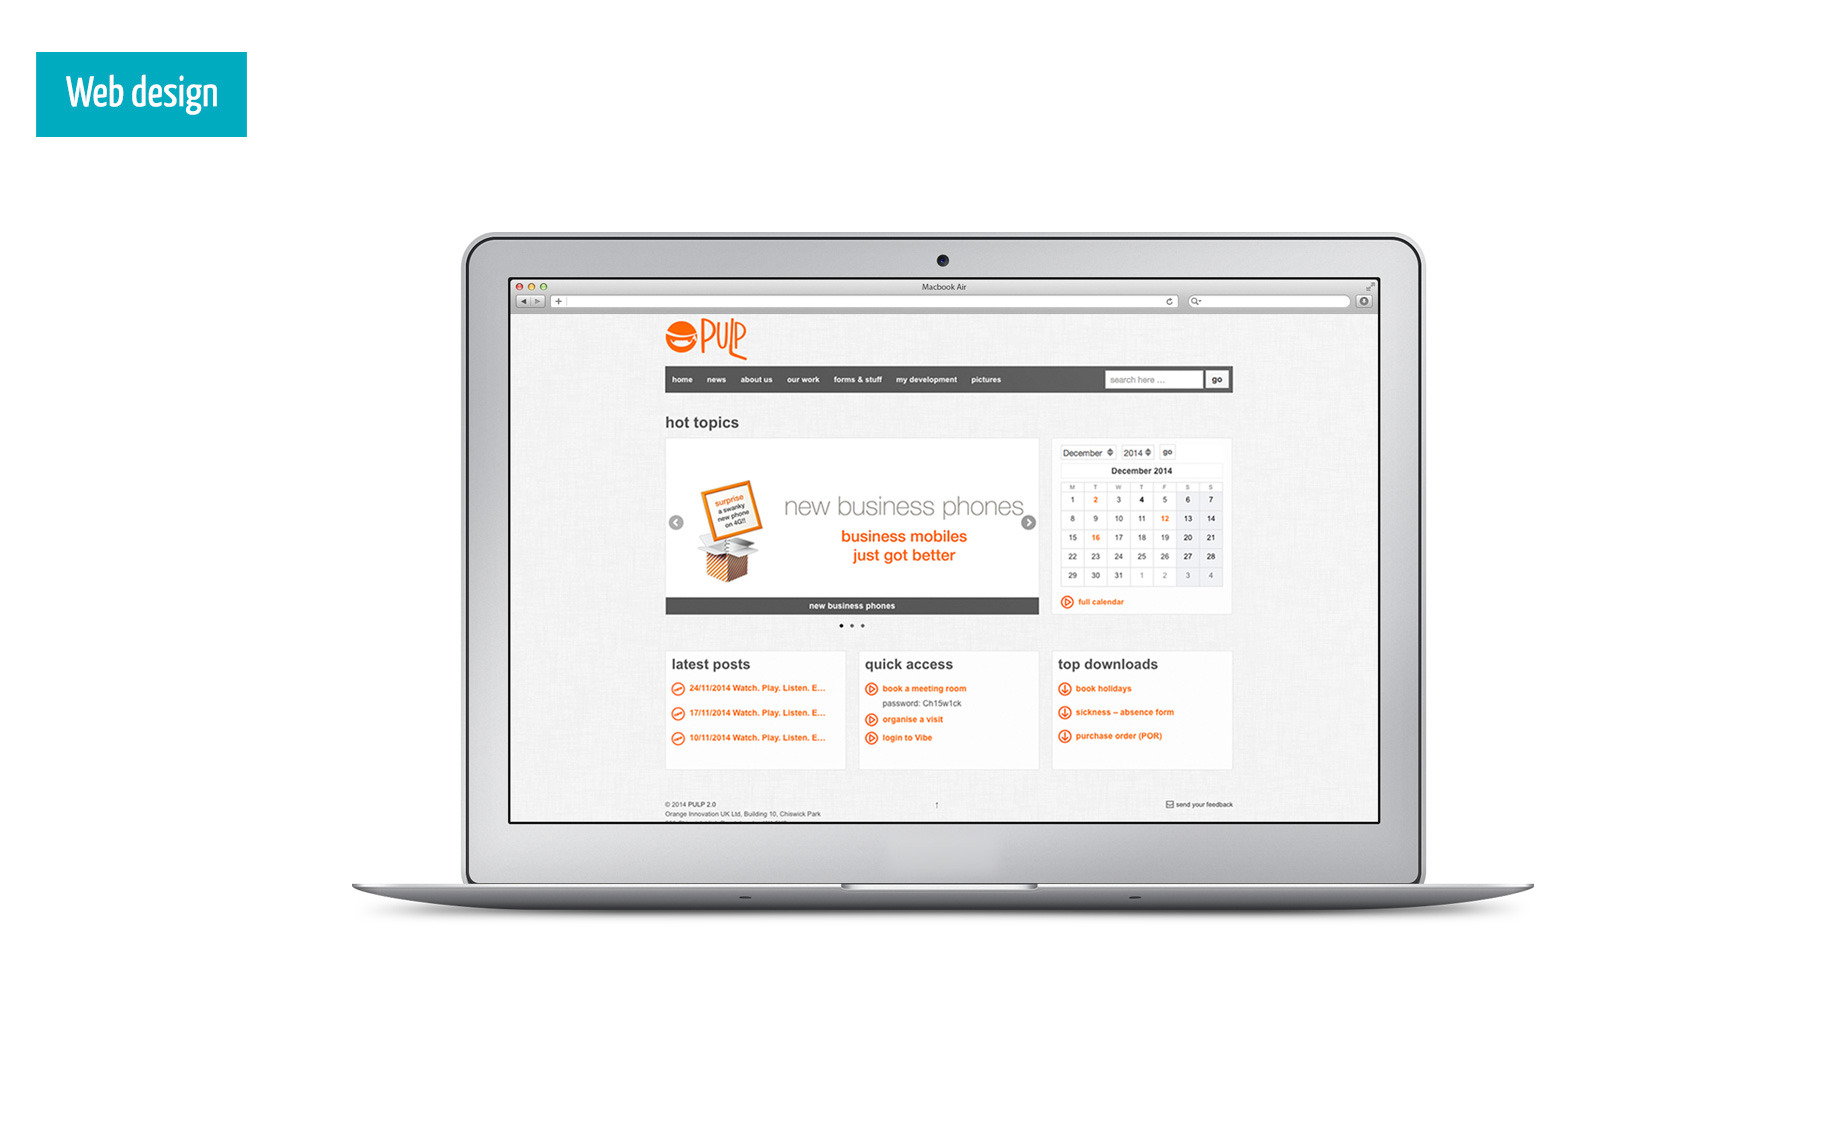 Web design
Macbook Air
PULP
home news about us our work forms & stuff my development pictures search here ... go
hot topics
surprise
a swanky
new phone
on 4G!!
new business phones
business mobiles
just got better
new business phones
December 2014 go
December 2014
M T W T F S S
1 2 3 4 5 6 7
8 9 10 11 12 13 14
15 16 17 18 19 20 21
22 23 24 25 26 27 28
29 30 31 1 2 3 4
full calendar
latest posts
24/11/2014 Watch. Play. Listen. E...
17/11/2014 Watch. Play. Listen. E...
10/11/2014 Watch. Play. Listen. E...
quick access
book a meeting room
password: Ch15w1ck
organise a visit
login to Vibe
top downloads
book holidays
sickness – absence form
purchase order (POR)
© 2014 PULP 2.0
Orange Innovation UK Ltd, Building 10, Chiswick Park
↑
send your feedback